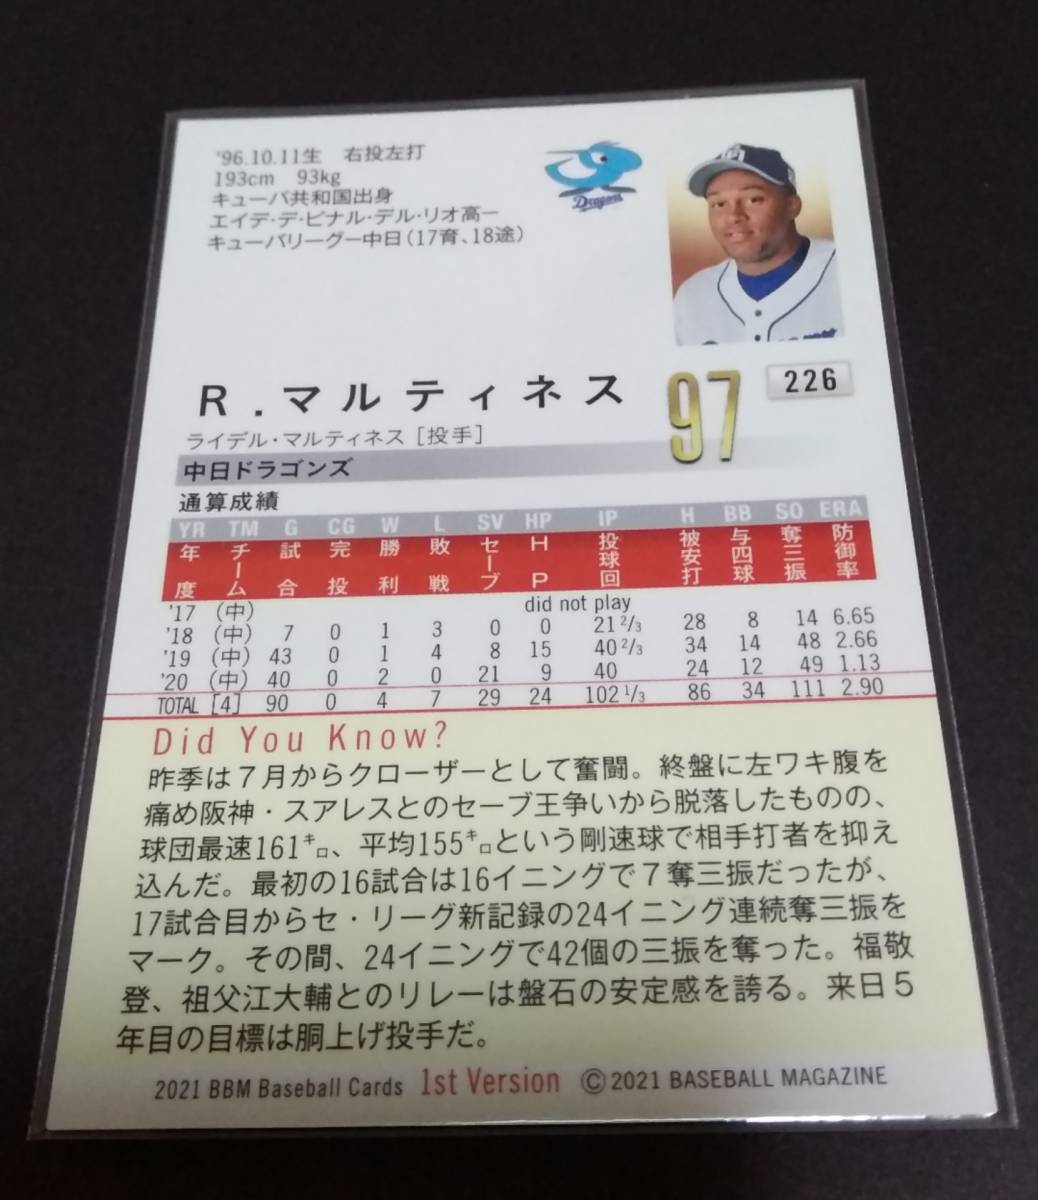 '96.10.11生　右投左打
193cm　93kg
キューバ共和国出身
エイデ・デ・ピナル・デル・リオ高ー
キューバリーグー中日(17育、18途)
Dragons
R.マルティネス 97 226
ライデル・マルティネス[投手]
中日ドラゴンズ
通算成績
YR TM G CG W L SV HP IP H BB SO ERA
年度 チーム 試合 完投 勝利 敗戦 セーブ HP 投球回 被安打 与四球 奪三振 防御率
'17 (中) did not play
'18 (中) 7 0 1 3 0 0 21 2/3 28 8 14 6.65
'19 (中) 43 0 1 4 8 15 40 2/3 34 14 48 2.66
'20 (中) 40 0 2 0 21 9 40 24 12 49 1.13
TOTAL [4] 90 0 4 7 29 24 102 1/3 86 34 111 2.90
Did You Know?
昨季は7月からクローザーとして奮闘。終盤に左ワキ腹を
痛め阪神・スアレスとのセーブ王争いから脱落したものの、
球団最速161キロ、平均155キロという剛速球で相手打者を抑え
込んだ。最初の16試合は16イニングで7奪三振だったが、
17試合目からセ・リーグ新記録の24イニング連続奪三振を
マーク。その間、24イニングで42個の三振を奪った。福敬
登、祖父江大輔とのリレーは盤石の安定感を誇る。来日5
年目の目標は胴上げ投手だ。
2021 BBM Baseball Cards 1st Version ©2021 BASEBALL MAGAZINE